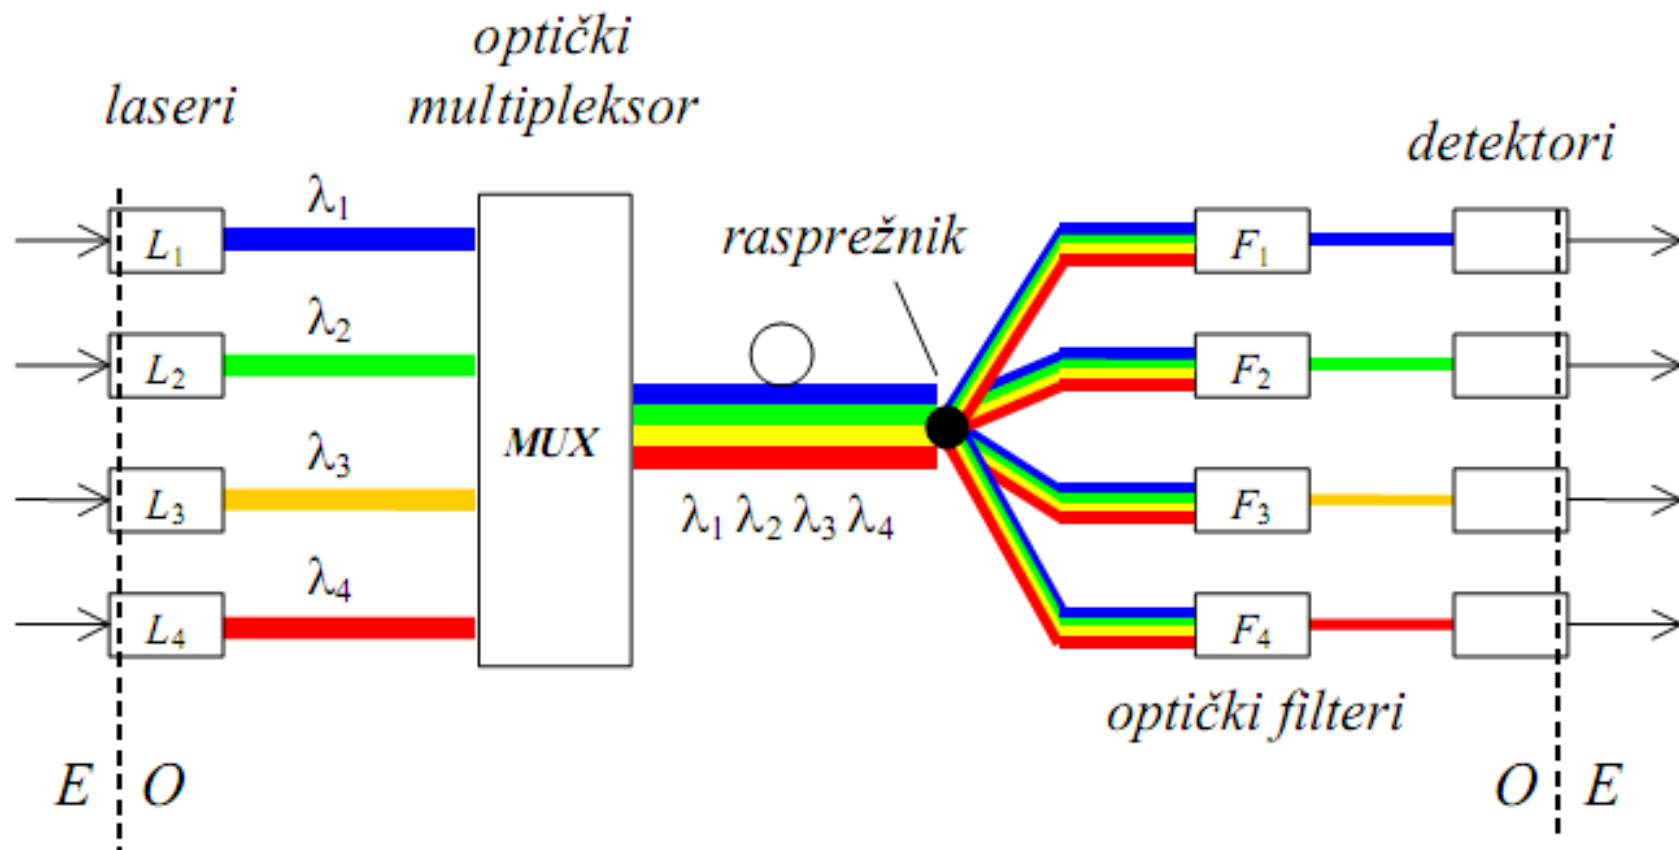 optički
multipleksor
laseri
detektori
rasprežnik
λ₁
λ₂
λ₃
λ₄
L₁
L₂
L₃
L₄
MUX
λ₁ λ₂ λ₃ λ₄
F₁
F₂
F₃
F₄
optički filteri
E O
O E